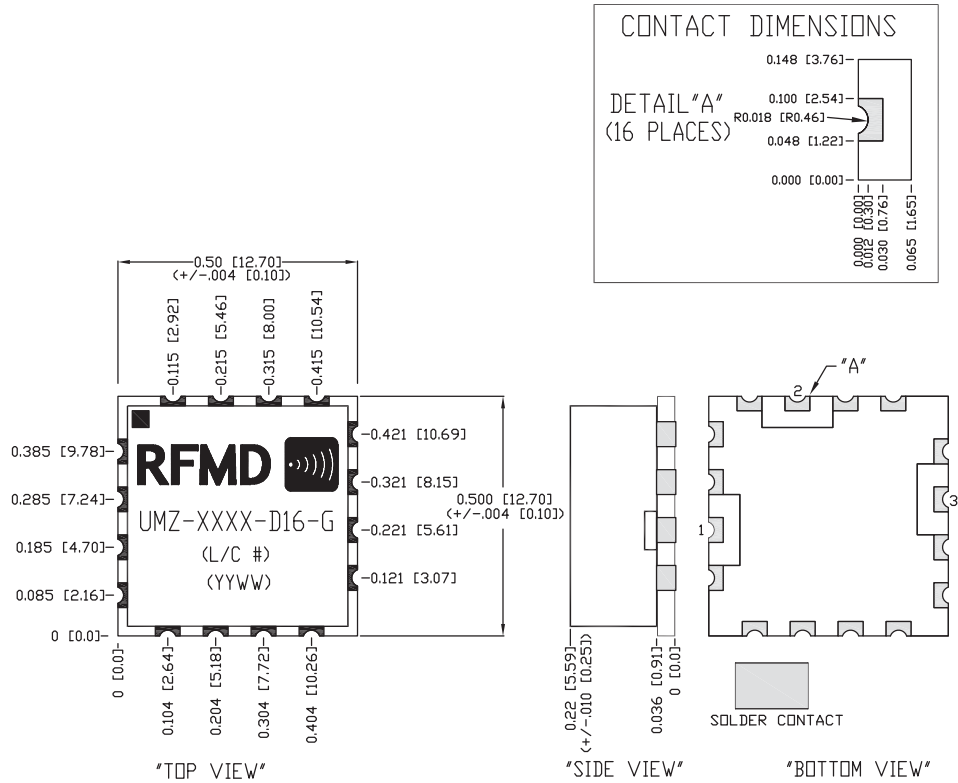 CONTACT DIMENSIONS
0.148 [3.76]
DETAIL"A"
(16 PLACES)
0.100 [2.54]
R0.018 [R0.46]
0.048 [1.22]
0.000 [0.00]
0.000 [0.00]
0.012 [0.30]
0.030 [0.76]
0.065 [1.65]
0.50 [12.70]
(+/-.004 [0.10])
0.115 [2.92]
0.215 [5.46]
0.315 [8.00]
0.415 [10.54]
0.385 [9.78]
0.285 [7.24]
0.185 [4.70]
0.085 [2.16]
0 [0.0]
RFMD
UMZ-XXXX-D16-G
(L/C #)
(YYWW)
0.421 [10.69]
0.321 [8.15]
0.221 [5.61]
0.121 [3.07]
0.500 [12.70]
(+/-.004 [0.10])
0 [0.0]
0.104 [2.64]
0.204 [5.18]
0.304 [7.72]
0.404 [10.26]
"TOP VIEW"
0.22 [5.59]
(+/-.010 [0.25])
0.036 [0.91]
0 [0.0]
"SIDE VIEW"
"A"
2
1
3
SOLDER CONTACT
"BOTTOM VIEW"